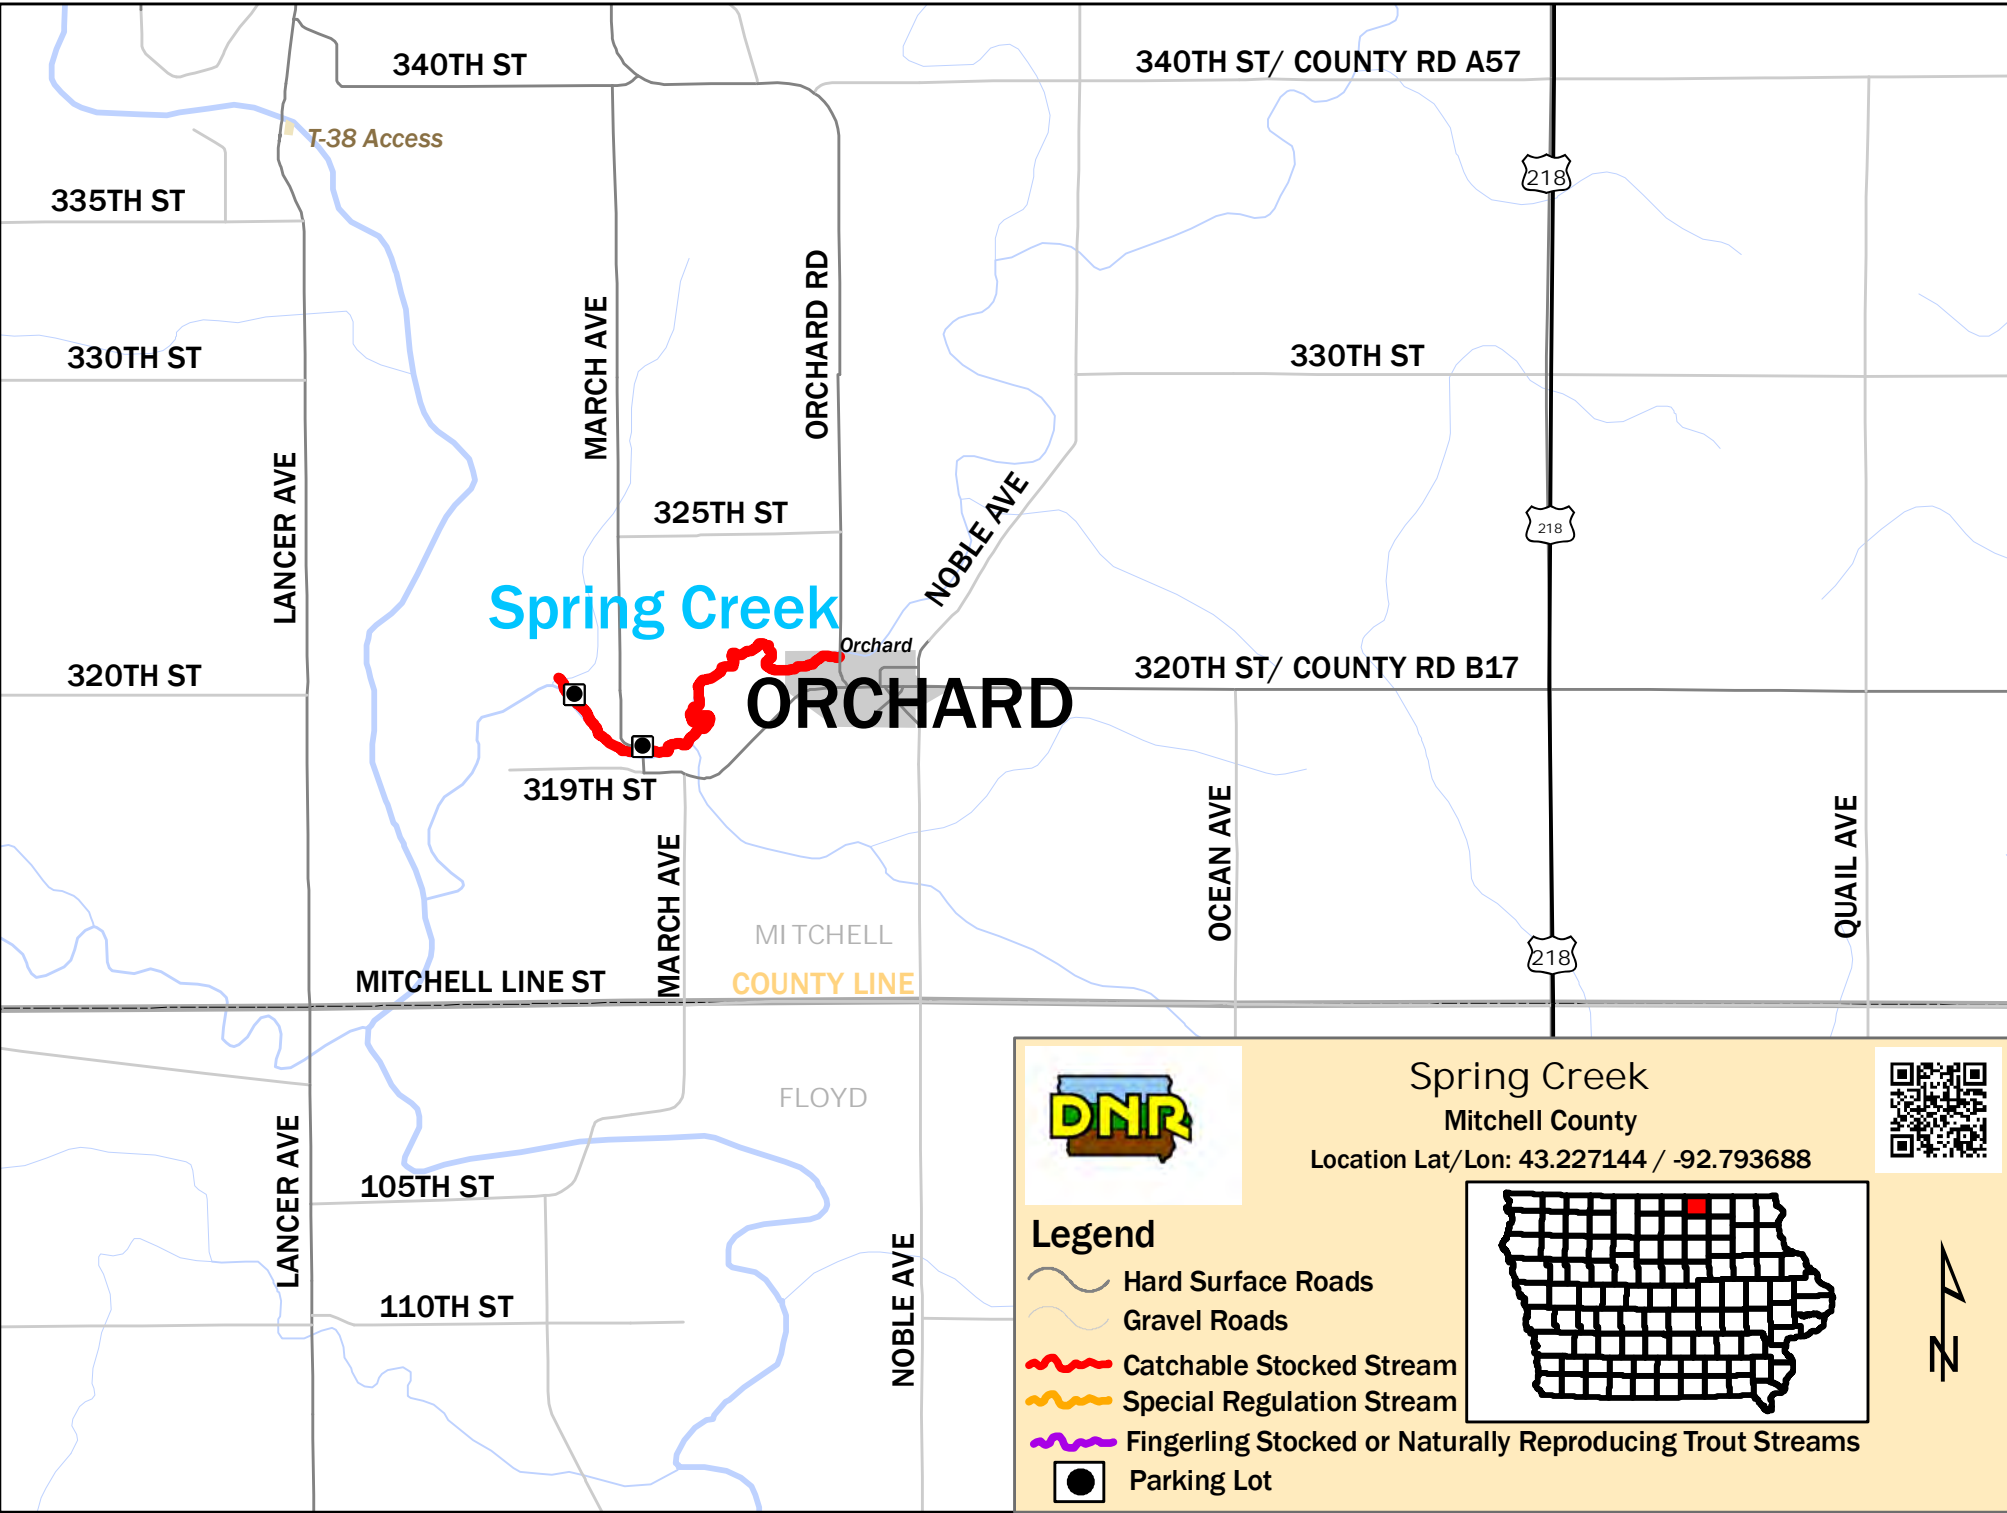 340TH ST
340TH ST/ COUNTY RD A57
T-38 Access
218
335TH ST
ORCHARD RD
MARCH AVE
330TH ST
330TH ST
LANCER AVE
325TH ST
NOBLE AVE
218
Spring Creek
Orchard
320TH ST
320TH ST/ COUNTY RD B17
ORCHARD
319TH ST
OCEAN AVE
QUAIL AVE
MARCH AVE
MITCHELL
218
MITCHELL LINE ST
COUNTY LINE
FLOYD
LANCER AVE
105TH ST
110TH ST
NOBLE AVE
DNR
Spring Creek
Mitchell County
Location Lat/Lon: 43.227144 / -92.793688
Legend
Hard Surface Roads
Gravel Roads
Catchable Stocked Stream
Special Regulation Stream
Fingerling Stocked or Naturally Reproducing Trout Streams
Parking Lot
N